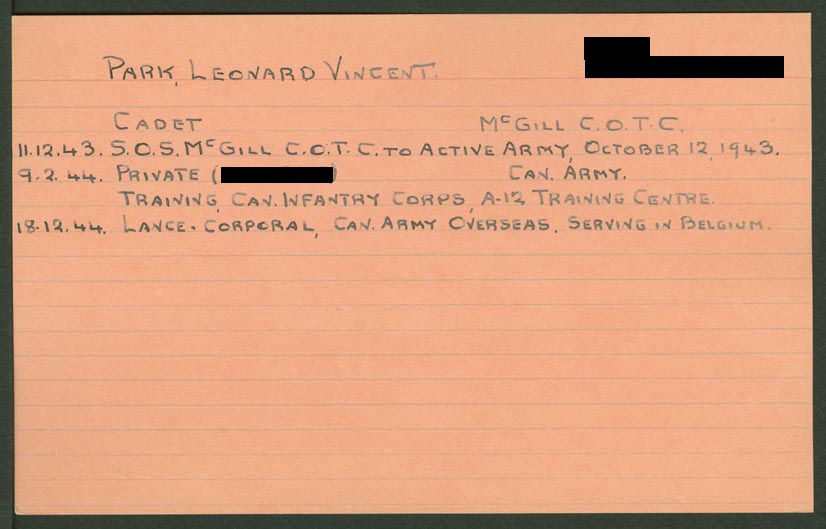 PARK, LEONARD VINCENT.
CADET McGILL C.O.T.C.
11.12.43. S.O.S. McGILL C.O.T.C. TO ACTIVE ARMY, OCTOBER 12, 1943.
9.2.44. PRIVATE ( ) CAN. ARMY.
TRAINING, CAN. INFANTRY CORPS, A-12 TRAINING CENTRE.
18.12.44. LANCE-CORPORAL, CAN. ARMY OVERSEAS, SERVING IN BELGIUM.